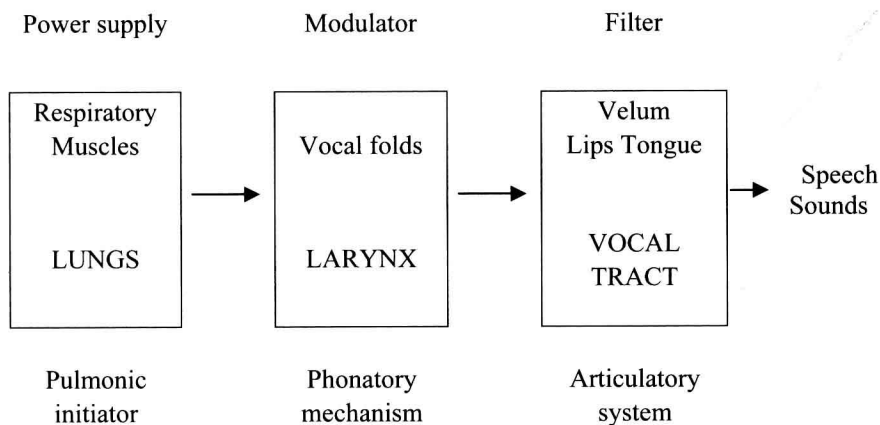 Power supply
Modulator
Filter
Respiratory
Muscles
LUNGS
Vocal folds
LARYNX
Velum
Lips Tongue
VOCAL
TRACT
Speech
Sounds
Pulmonic
initiator
Phonatory
mechanism
Articulatory
system